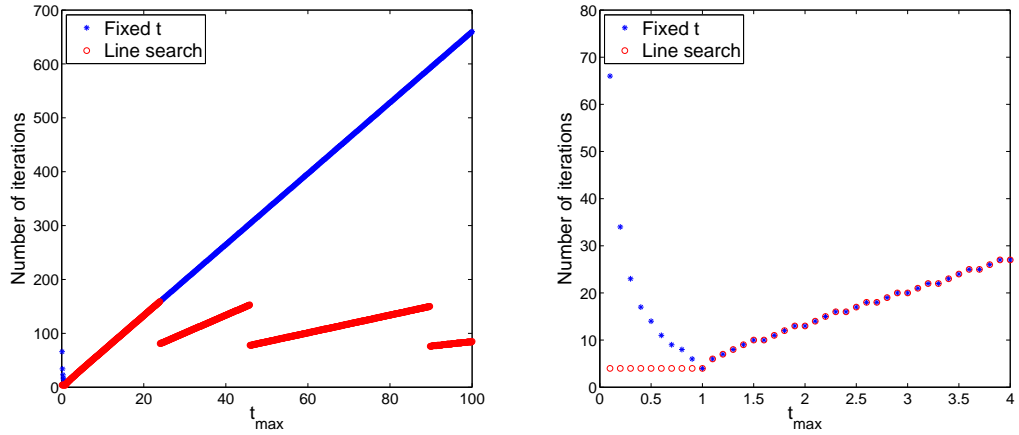 Fixed t
Line search
Number of iterations
700
600
500
400
300
200
100
0
0 20 40 60 80 100
t_max
Fixed t
Line search
Number of iterations
80
70
60
50
40
30
20
10
0
0 0.5 1 1.5 2 2.5 3 3.5 4
t_max